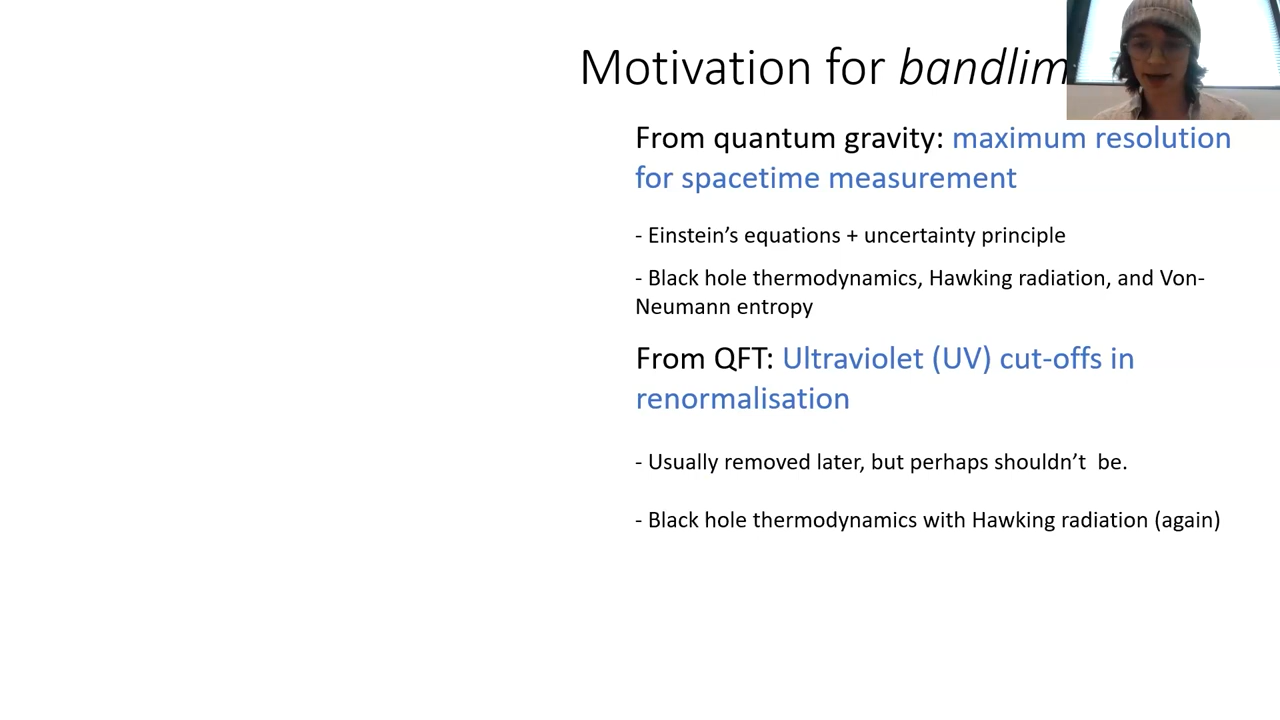 Motivation for bandlim
From quantum gravity: maximum resolution
for spacetime measurement
- Einstein’s equations + uncertainty principle
- Black hole thermodynamics, Hawking radiation, and Von-
Neumann entropy
From QFT: Ultraviolet (UV) cut-offs in
renormalisation
- Usually removed later, but perhaps shouldn’t  be.
- Black hole thermodynamics with Hawking radiation (again)